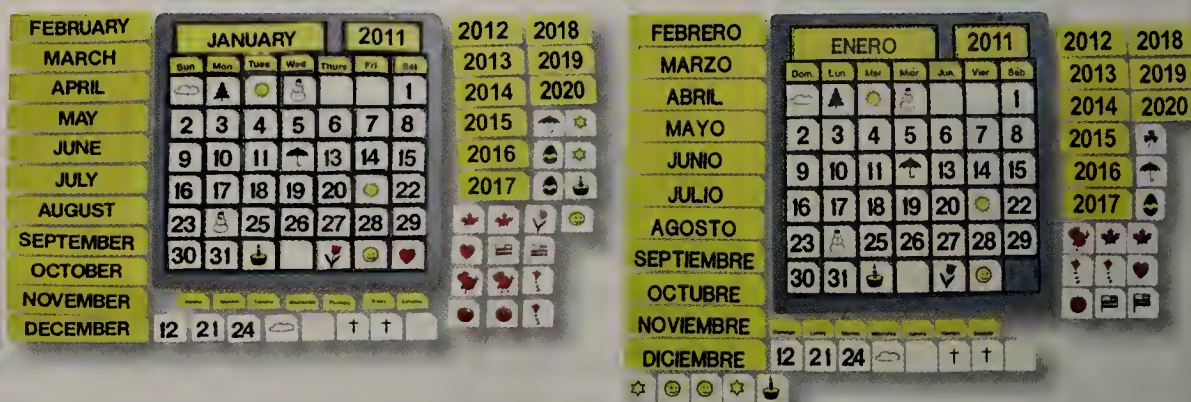 FEBRUARY
MARCH
APRIL
MAY
JUNE
JULY
AUGUST
SEPTEMBER
OCTOBER
NOVEMBER
DECEMBER
JANUARY 2011
Sun Mon Tues Wed Thurs Fri Sat
1
2 3 4 5 6 7 8
9 10 11 13 14 15
16 17 18 19 20 22
23 25 26 27 28 29
30 31
12 21 24
2012 2018
2013 2019
2014 2020
2015
2016
2017
FEBRERO
MARZO
ABRIL
MAYO
JUNIO
JULIO
AGOSTO
SEPTIEMBRE
OCTUBRE
NOVIEMBRE
DICIEMBRE
ENERO 2011
Dom. Lun Mar Vier Sab
1
2 3 4 5 6 7 8
9 10 11 13 14 15
16 17 18 19 20 22
23 25 26 27 28 29
30 31
12 21 24
2012 2018
2013 2019
2014 2020
2015
2016
2017